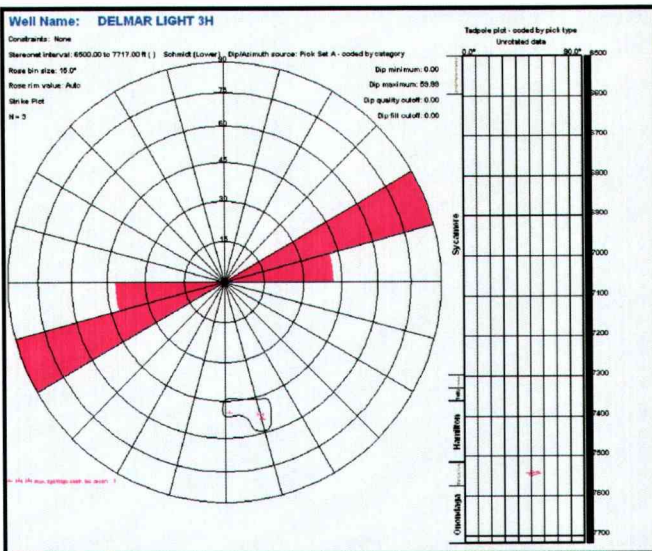 Well Name: DELMAR LIGHT 3H
Constraints: None
Stereonet interval: 6500.00 to 7717.00 ft ( ) Schmidt (Lower) Dip/Azimuth source: Pick Set A - coded by category
Rose bin size: 15.0°
Rose rim value: Auto
Strike Plot
N = 3
Dip minimum: 0.00
Dip maximum: 59.99
Dip quality cutoff: 0.00
Dip fill cutoff: 0.00
90
75
60
45
30
15
Tadpole plot - coded by pick type
Unrotated data
0.0° 90.0°
6500
6600
6700
6800
6900
7000
7100
7200
7300
7400
7500
7600
7700
Sycamore
Hamilton
Onondaga